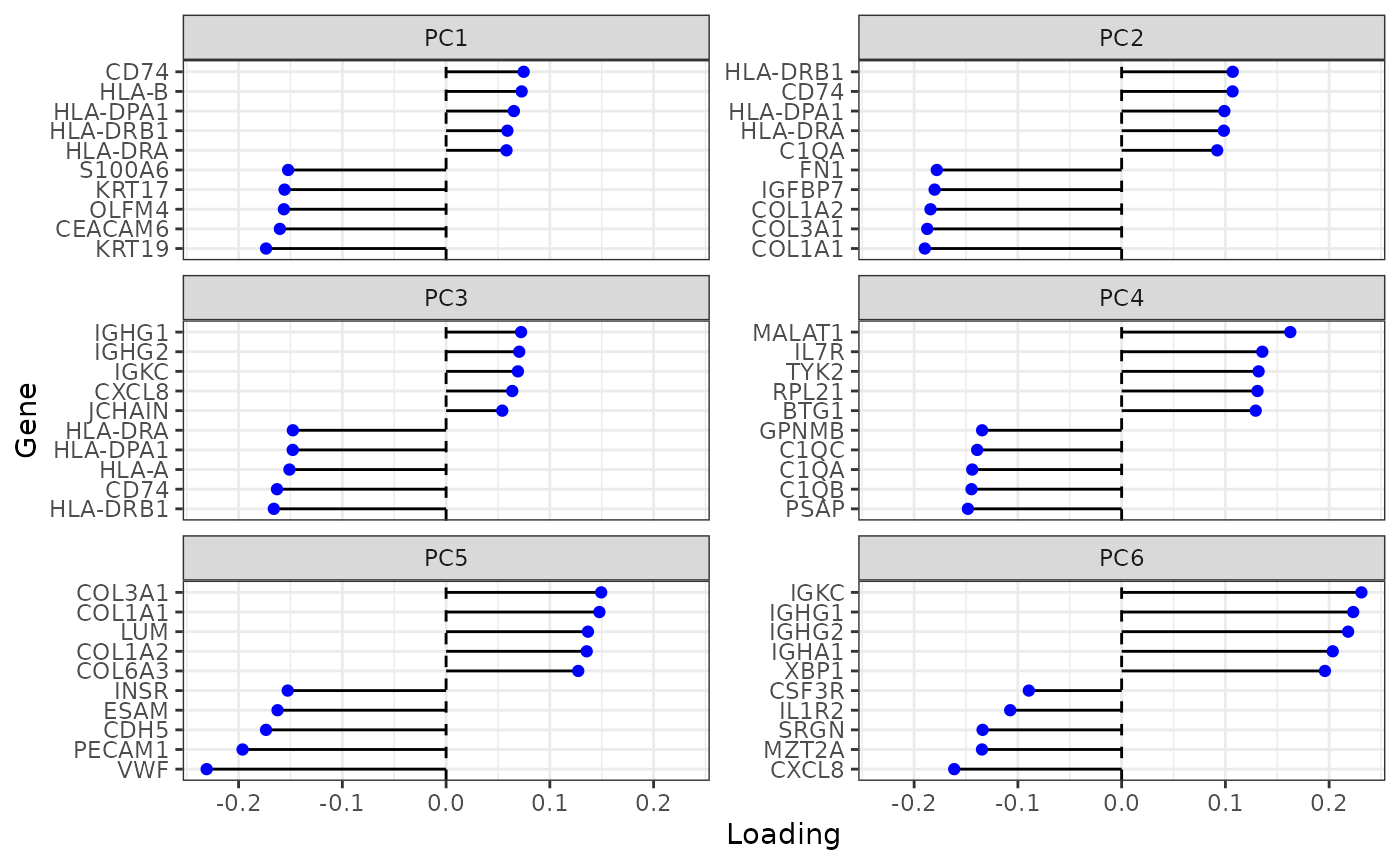 PC1
CD74
HLA-B
HLA-DPA1
HLA-DRB1
HLA-DRA
S100A6
KRT17
OLFM4
CEACAM6
KRT19
PC2
HLA-DRB1
CD74
HLA-DPA1
HLA-DRA
C1QA
FN1
IGFBP7
COL1A2
COL3A1
COL1A1
PC3
IGHG1
IGHG2
IGKC
CXCL8
JCHAIN
HLA-DRA
HLA-DPA1
HLA-A
CD74
HLA-DRB1
PC4
MALAT1
IL7R
TYK2
RPL21
BTG1
GPNMB
C1QC
C1QA
C1QB
PSAP
PC5
COL3A1
COL1A1
LUM
COL1A2
COL6A3
INSR
ESAM
CDH5
PECAM1
VWF
-0.2 -0.1 0.0 0.1 0.2
PC6
IGKC
IGHG1
IGHG2
IGHA1
XBP1
CSF3R
IL1R2
SRGN
MZT2A
CXCL8
-0.2 -0.1 0.0 0.1 0.2
Gene
Loading